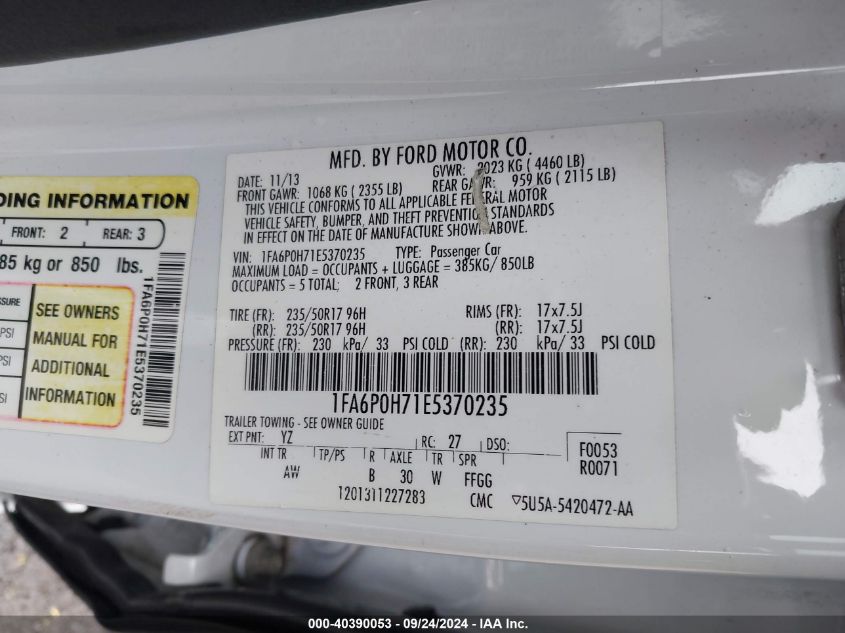 MFD. BY FORD MOTOR CO.
DATE: 11/13 GVWR: 2023 KG ( 4460 LB)
FRONT GAWR: 1068 KG ( 2355 LB) REAR GAWR: 959 KG ( 2115 LB)
THIS VEHICLE CONFORMS TO ALL APPLICABLE FEDERAL MOTOR
VEHICLE SAFETY, BUMPER, AND THEFT PREVENTION STANDARDS
IN EFFECT ON THE DATE OF MANUFACTURE SHOWN ABOVE.
VIN: 1FA6P0H71E5370235 TYPE: Passenger Car
MAXIMUM LOAD = OCCUPANTS + LUGGAGE = 385KG/ 850LB
OCCUPANTS = 5 TOTAL; 2 FRONT, 3 REAR
TIRE (FR): 235/50R17 96H RIMS (FR): 17x7.5J
(RR): 235/50R17 96H (RR): 17x7.5J
PRESSURE (FR): 230 kPa/ 33 PSI COLD (RR): 230 kPa/ 33 PSI COLD
1FA6P0H71E5370235
TRAILER TOWING - SEE OWNER GUIDE
EXT PNT: YZ RC: 27 DSO: F0053
R0071
INT TR TP/PS R AXLE TR SPR
AW B 30 W FFGG
1201311227283 CMC ▽5U5A-5420472-AA
DING INFORMATION
FRONT: 2 REAR: 3
85 kg or 850 lbs.
SSURE
PSI
PSI
SI
SEE OWNERS
MANUAL FOR
ADDITIONAL
INFORMATION
1FA6P0H71E5370235
000-40390053 - 09/24/2024 - IAA Inc.